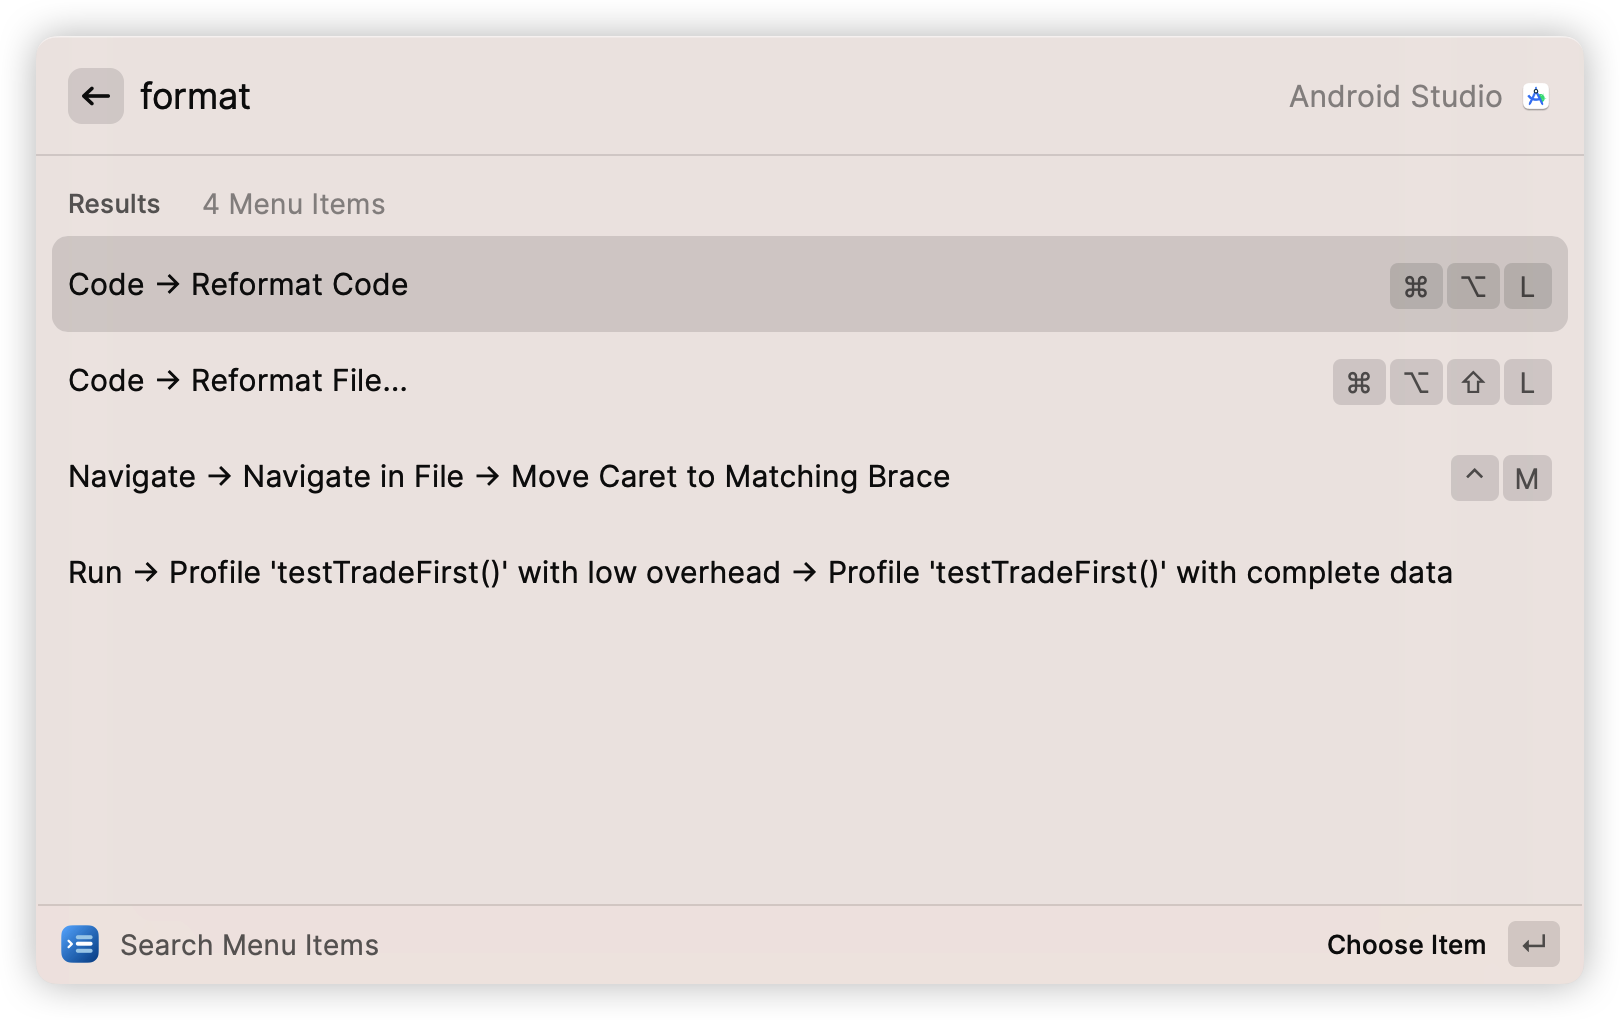 ← format
Android Studio
Results 4 Menu Items
Code → Reformat Code ⌘ ⌥ L
Code → Reformat File... ⌘ ⌥ ⇧ L
Navigate → Navigate in File → Move Caret to Matching Brace ^ M
Run → Profile 'testTradeFirst()' with low overhead → Profile 'testTradeFirst()' with complete data
Search Menu Items
Choose Item ↵